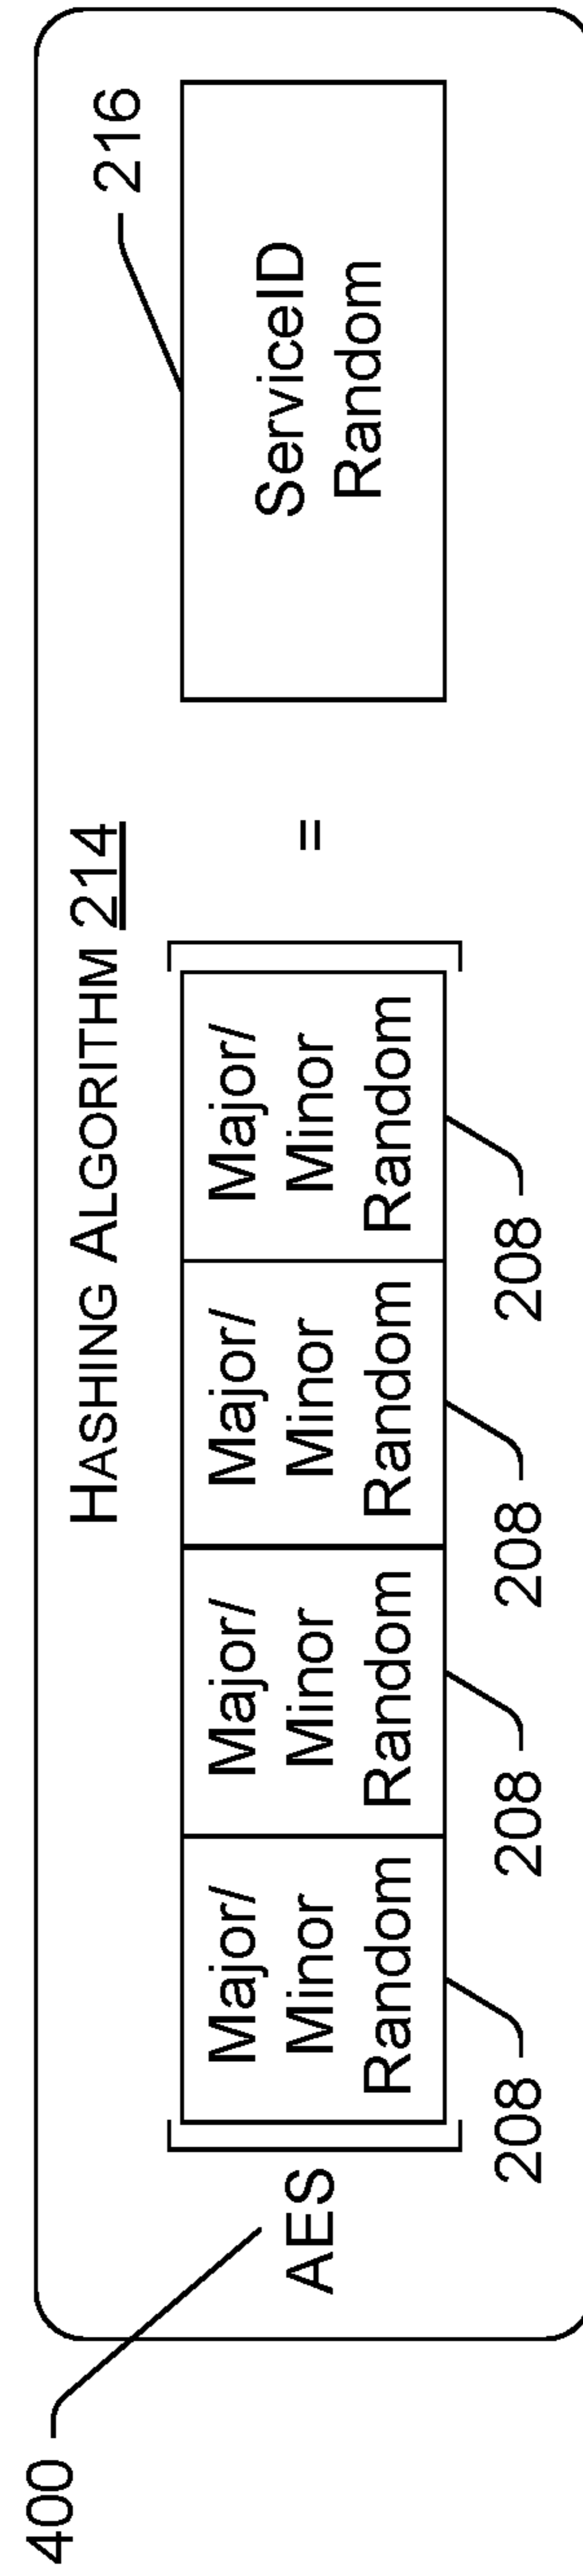 HASHING ALGORITHM 214
216
400
AES
Major/
Minor
Random
Major/
Minor
Random
Major/
Minor
Random
Major/
Minor
Random
=
ServiceID
Random
208
208
208
208